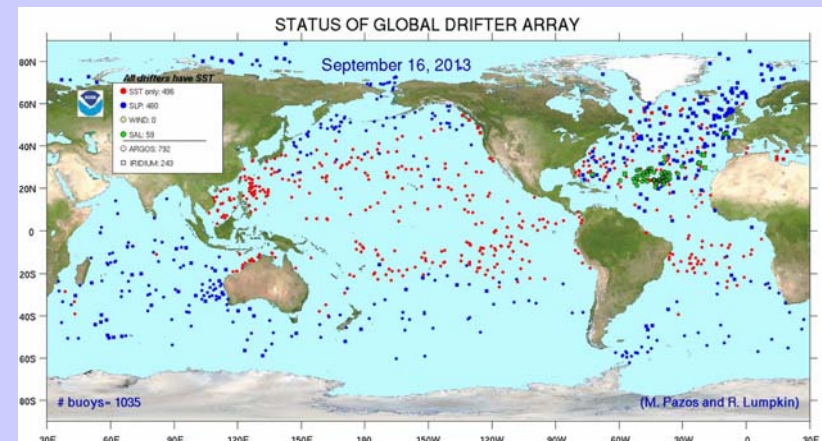 STATUS OF GLOBAL DRIFTER ARRAY
September 16, 2013
All drifters have SST
SST only: 496
SLP: 480
WIND: 0
SAL: 59
ARGOS: 792
IRIDIUM: 243
80N
60N
40N
20N
0
20S
40S
60S
80S
# buoys= 1035
(M. Pazos and R. Lumpkin)
30E 60E 90E 120E 150E 180 150W 120W 90W 60W 30W 0 30E